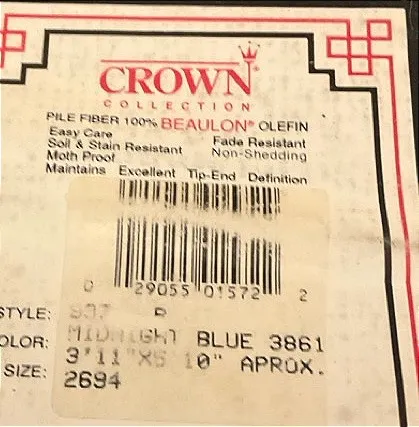 CROWN
COLLECTION
PILE FIBER 100% BEAULON® OLEFIN
Easy Care
Soil & Stain Resistant Fade Resistant
Moth Proof Non-Shedding
Maintains Excellent Tip-End Definition
0 29055 01572 2
STYLE:
OLOR: MIDNIGHT BLUE 3861
3'11"X5 10" APROX.
SIZE: 2694